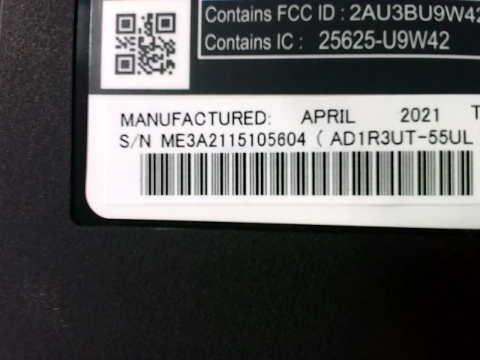 Contains FCC ID : 2AU3BU9W42
Contains IC : 25625-U9W42
MANUFACTURED: APRIL 2021 T
S/N ME3A2115105604 ( AD1R3UT-55UL